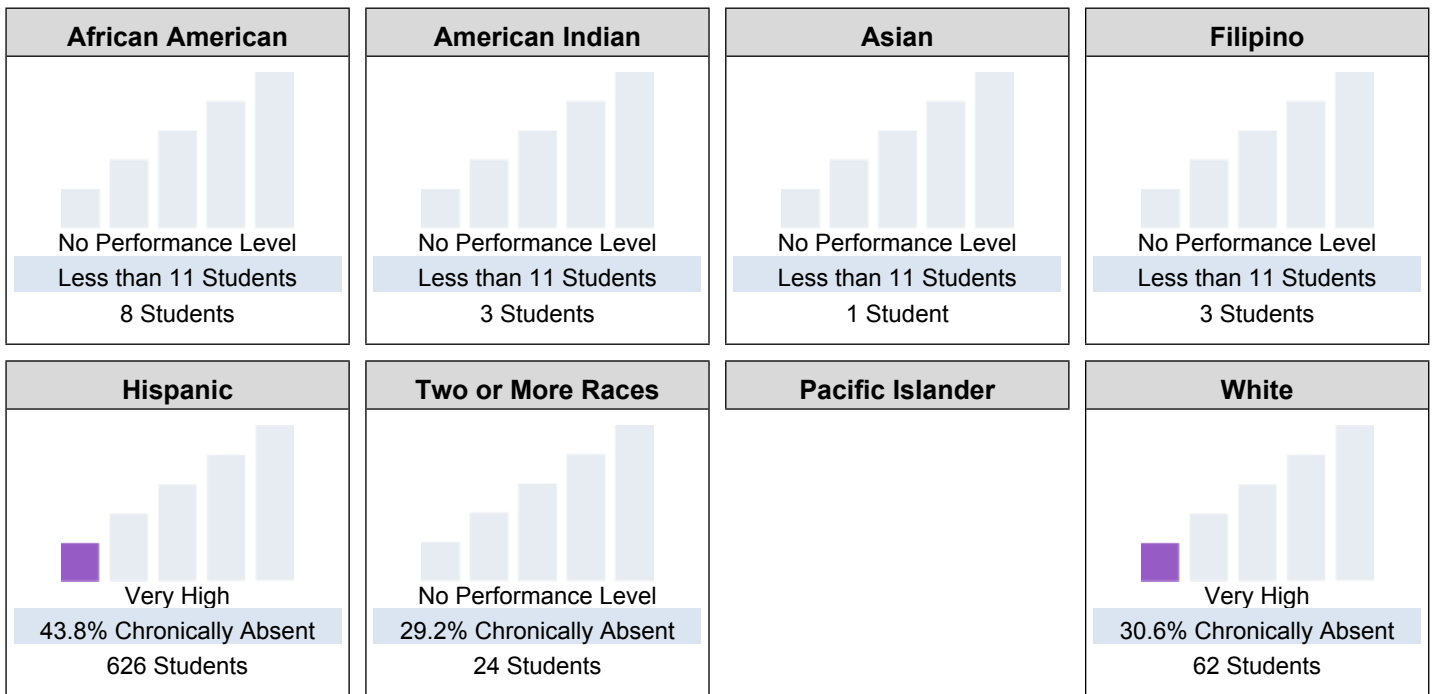 African American
No Performance Level
Less than 11 Students
8 Students
American Indian
No Performance Level
Less than 11 Students
3 Students
Asian
No Performance Level
Less than 11 Students
1 Student
Filipino
No Performance Level
Less than 11 Students
3 Students
Hispanic
Very High
43.8% Chronically Absent
626 Students
Two or More Races
No Performance Level
29.2% Chronically Absent
24 Students
Pacific Islander
White
Very High
30.6% Chronically Absent
62 Students